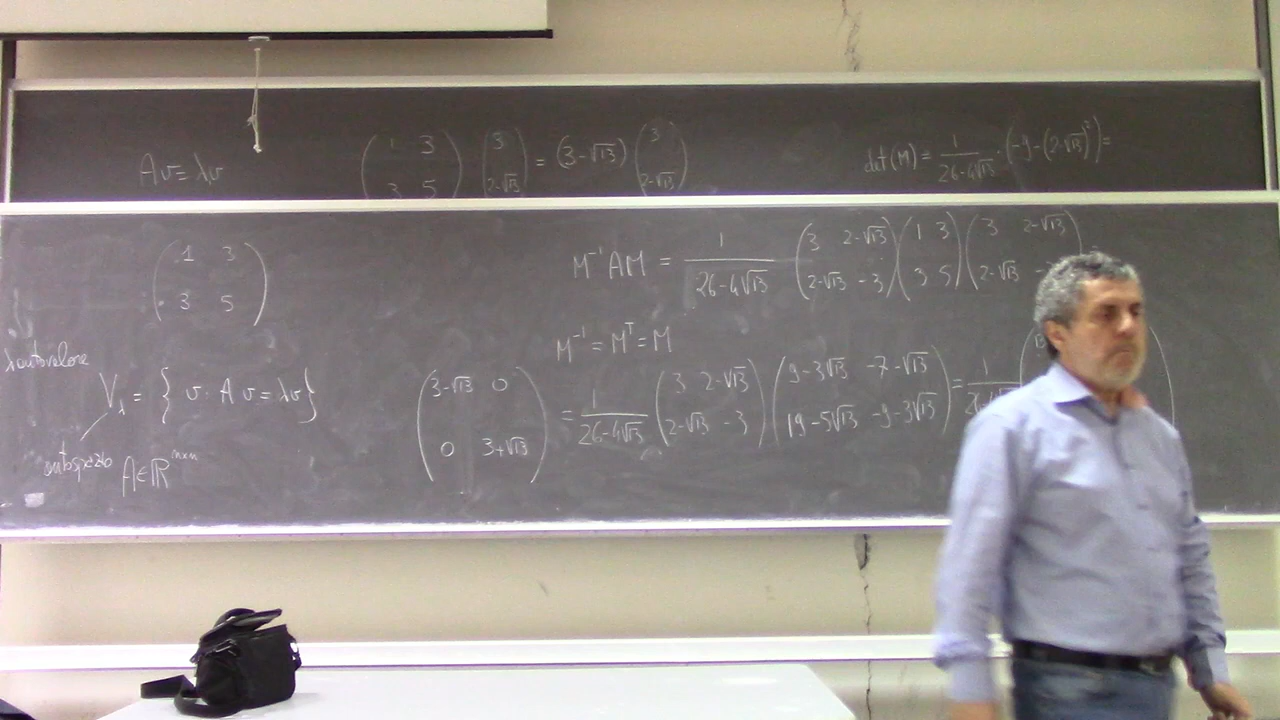 Av = λv
( 1 3 ; 3 5 ) ( 3 ; 2-√13 ) = (3-√13) ( 3 ; 2-√13 )
det(M) = 1/(26-4√13) · (-9-(2-√13)²) =
( 1 3 ; 3 5 )
M⁻¹AM = 1/(26-4√13) ( 3 2-√13 ; 2-√13 -3 ) ( 1 3 ; 3 5 ) ( 3 2-√13 ; 2-√13
M⁻¹ = Mᵀ = M
λ autovalore
V_λ = { v : Av = λv }
autospazio A∈ℝⁿˣⁿ
( 3-√13 0 ; 0 3+√13 ) = 1/(26-4√13) ( 3 2-√13 ; 2-√13 -3 ) ( 9-3√13 -7-√13 ; 19-5√13 -9-3√13 ) = 1/